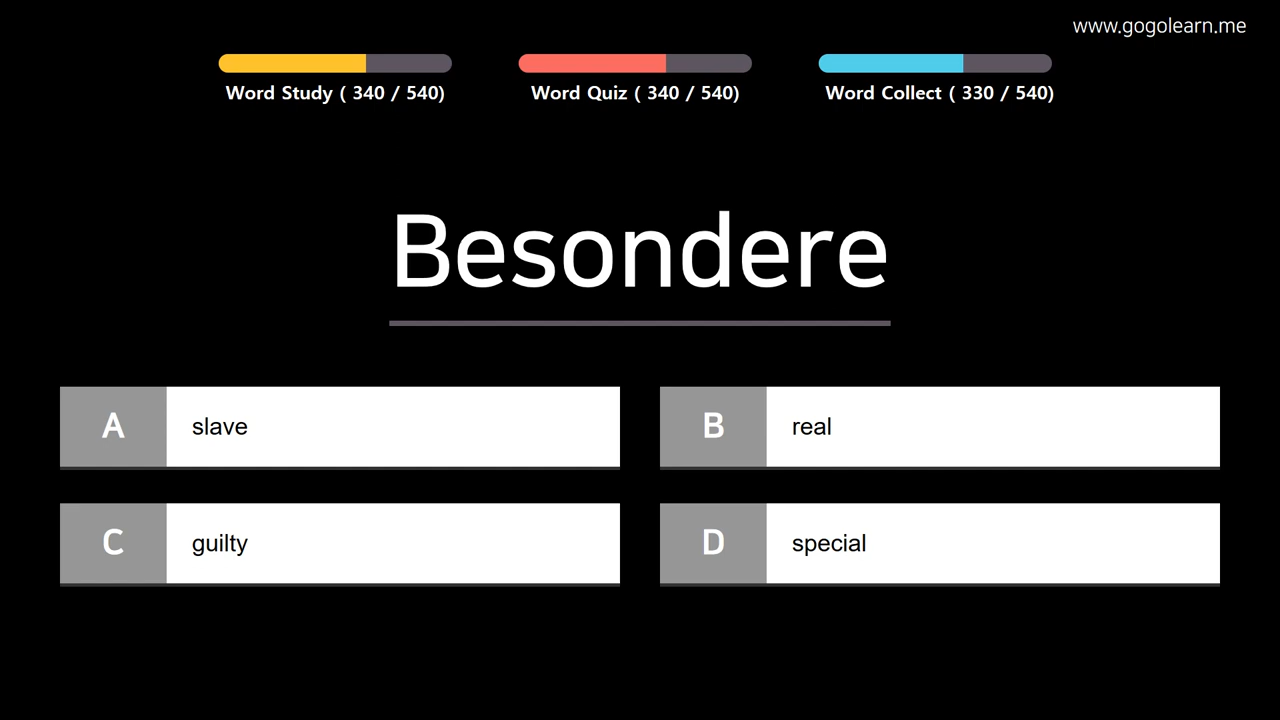 www.gogolearn.me
Word Study ( 340 / 540)
Word Quiz ( 340 / 540)
Word Collect ( 330 / 540)
Besondere
A
slave
B
real
C
guilty
D
special